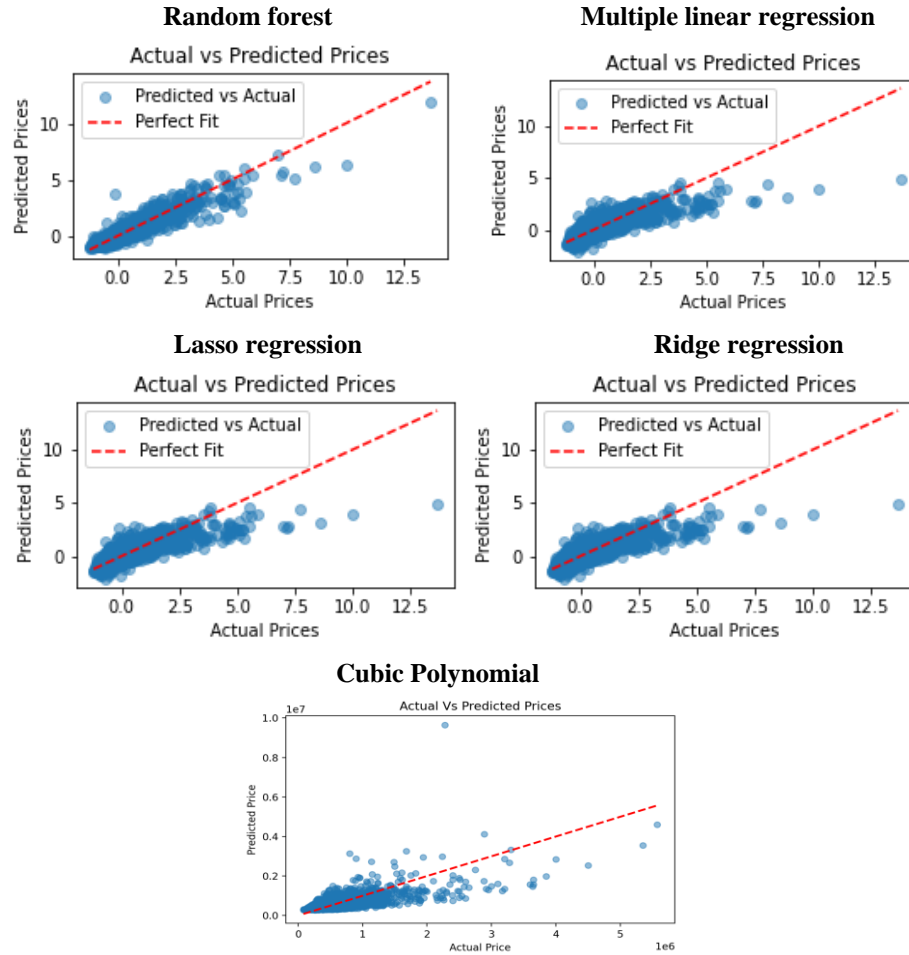 Random forest
Multiple linear regression
Actual vs Predicted Prices
Predicted vs Actual
Perfect Fit
10
5
0
Predicted Prices
0.0 2.5 5.0 7.5 10.0 12.5
Actual Prices
Actual vs Predicted Prices
Predicted vs Actual
Perfect Fit
10
5
0
Predicted Prices
0.0 2.5 5.0 7.5 10.0 12.5
Actual Prices
Lasso regression
Ridge regression
Actual vs Predicted Prices
Predicted vs Actual
Perfect Fit
10
5
0
Predicted Prices
0.0 2.5 5.0 7.5 10.0 12.5
Actual Prices
Actual vs Predicted Prices
Predicted vs Actual
Perfect Fit
10
5
0
Predicted Prices
0.0 2.5 5.0 7.5 10.0 12.5
Actual Prices
Cubic Polynomial
Actual Vs Predicted Prices
1e7
1.0
0.8
0.6
0.4
0.2
0.0
Predicted Price
0 1 2 3 4 5
Actual Price
1e6